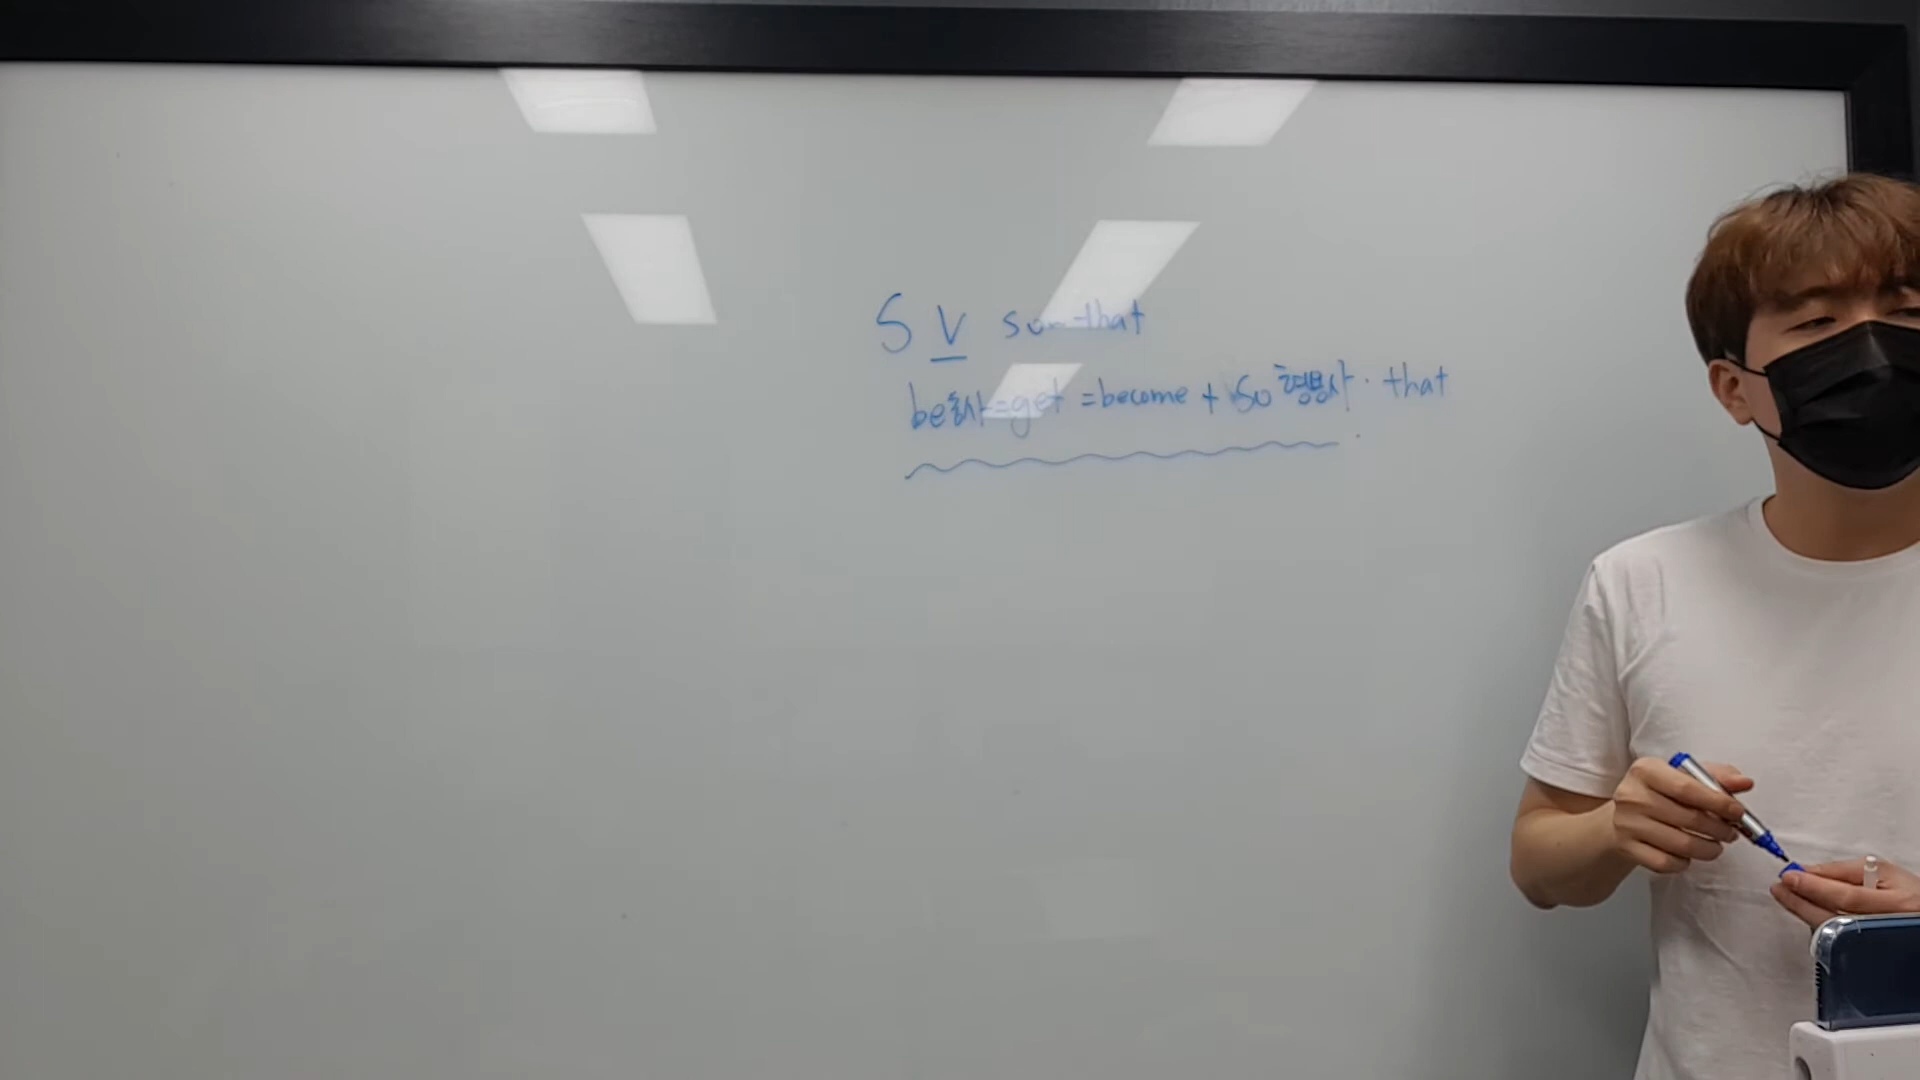 S V so ~ that
be동사=get =become + so 형용사 · that